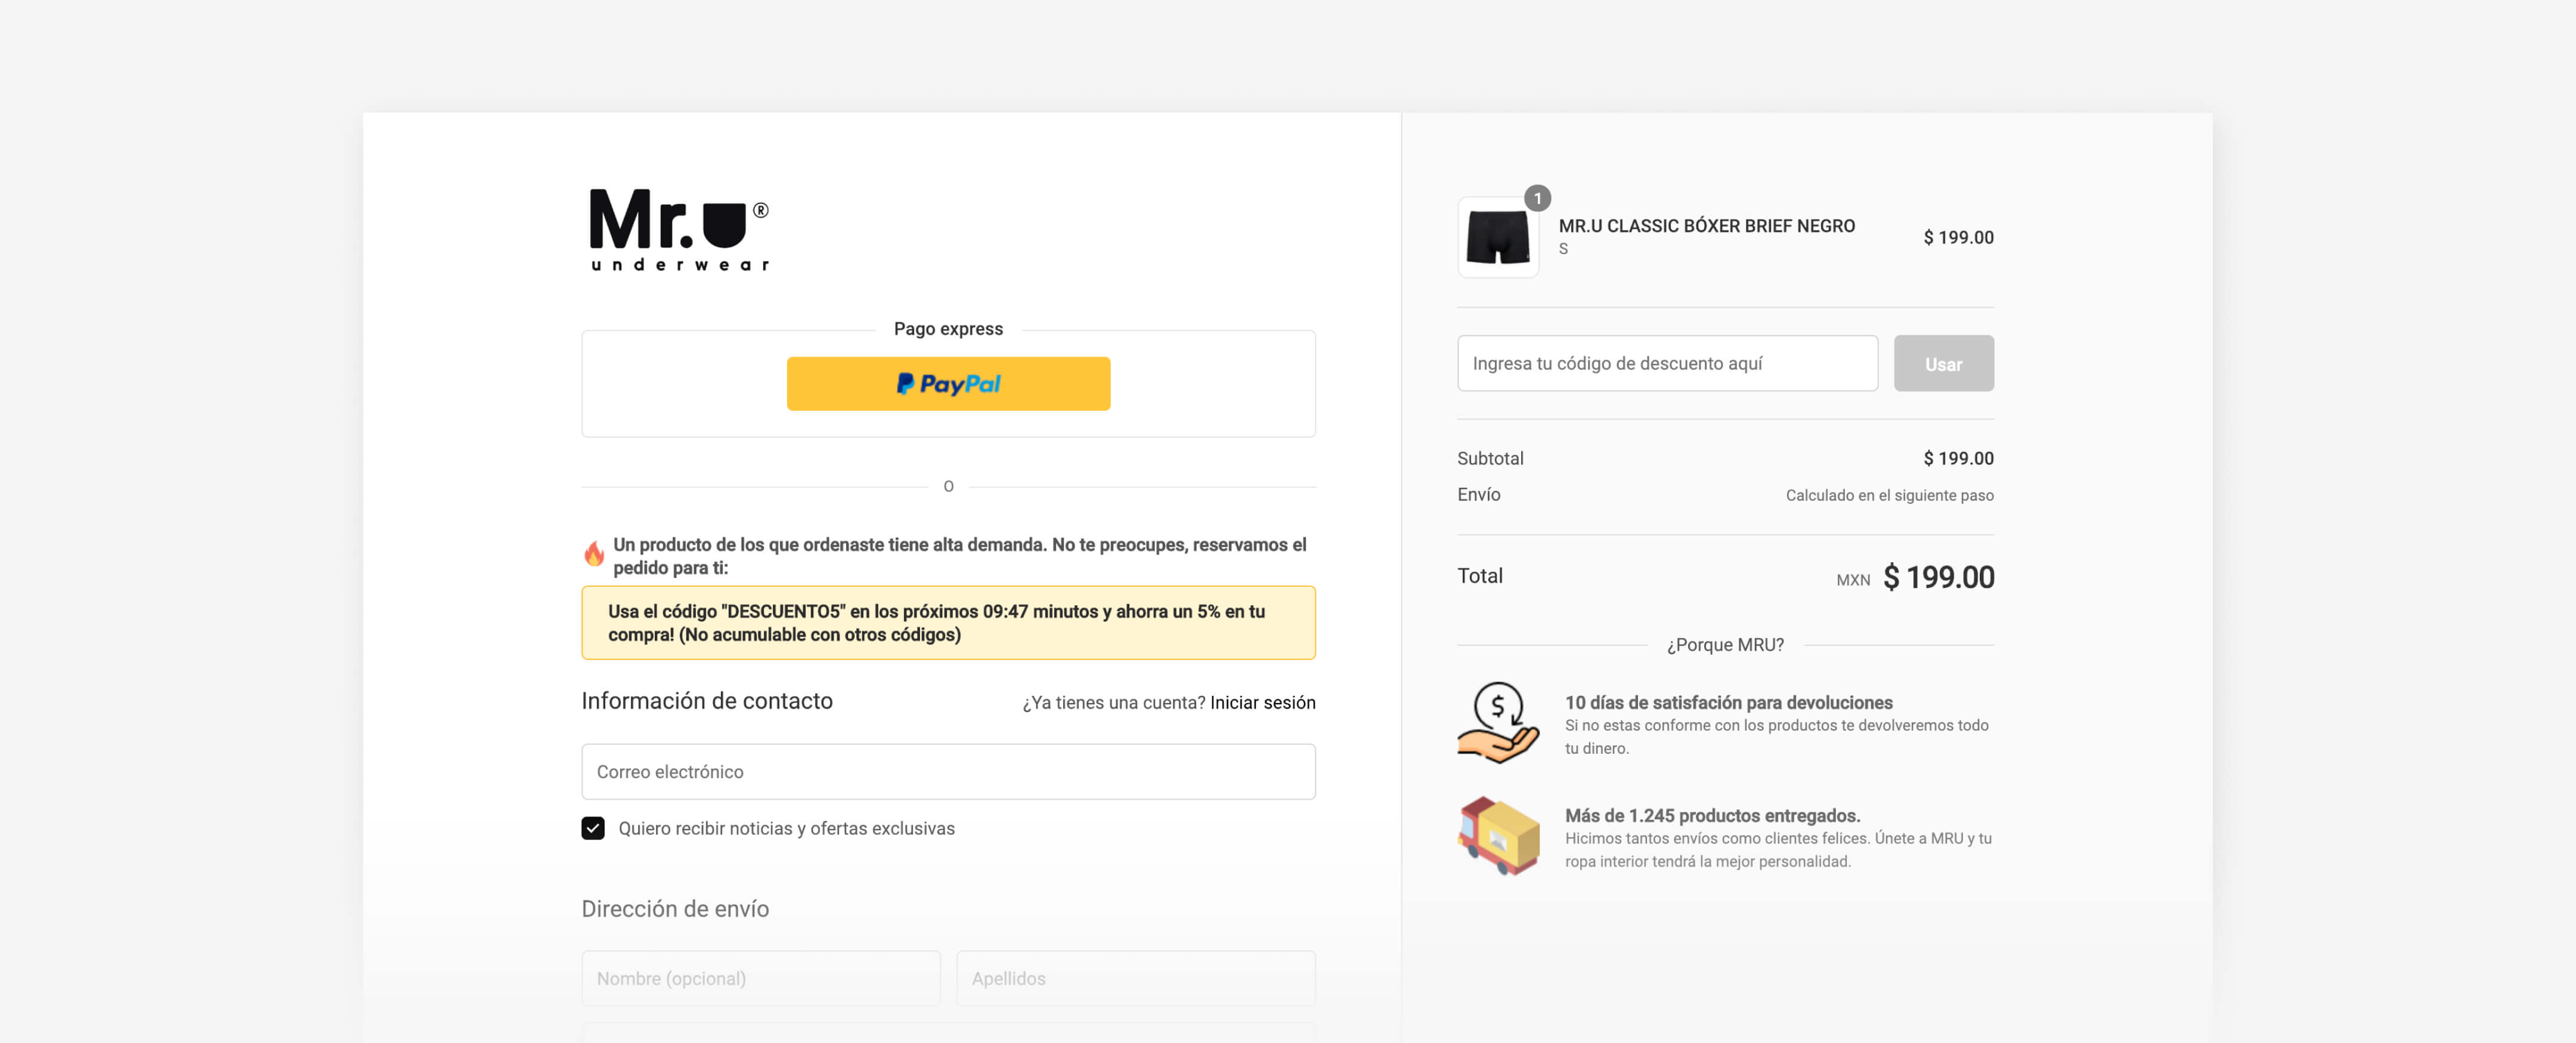 Mr.U®
underwear
Pago express
PayPal
O
Un producto de los que ordenaste tiene alta demanda. No te preocupes, reservamos el
pedido para ti:
Usa el código "DESCUENTO5" en los próximos 09:47 minutos y ahorra un 5% en tu
compra! (No acumulable con otros códigos)
Información de contacto
¿Ya tienes una cuenta? Iniciar sesión
Correo electrónico
Quiero recibir noticias y ofertas exclusivas
Dirección de envío
Nombre (opcional)
Apellidos
1
MR.U CLASSIC BÓXER BRIEF NEGRO
S
$ 199.00
Ingresa tu código de descuento aquí
Usar
Subtotal
$ 199.00
Envío
Calculado en el siguiente paso
Total
MXN $ 199.00
¿Porque MRU?
10 días de satisfación para devoluciones
Si no estas conforme con los productos te devolveremos todo
tu dinero.
Más de 1.245 productos entregados.
Hicimos tantos envíos como clientes felices. Únete a MRU y tu
ropa interior tendrá la mejor personalidad.